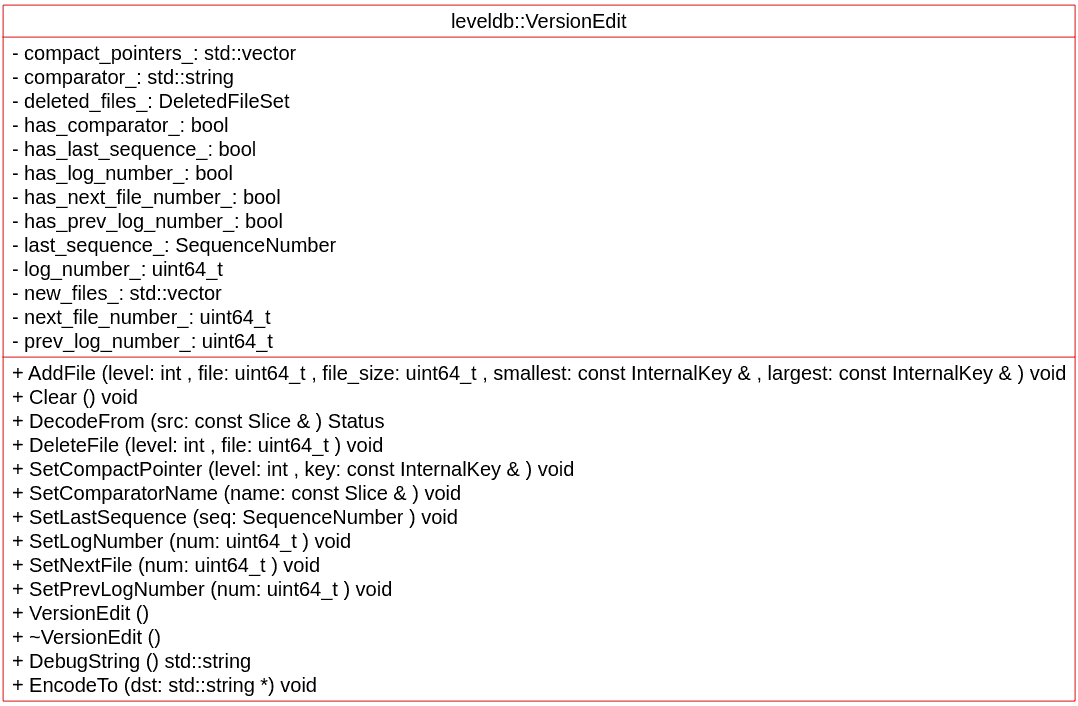 leveldb::VersionEdit
- compact_pointers_: std::vector
- comparator_: std::string
- deleted_files_: DeletedFileSet
- has_comparator_: bool
- has_last_sequence_: bool
- has_log_number_: bool
- has_next_file_number_: bool
- has_prev_log_number_: bool
- last_sequence_: SequenceNumber
- log_number_: uint64_t
- new_files_: std::vector
- next_file_number_: uint64_t
- prev_log_number_: uint64_t
+ AddFile (level: int , file: uint64_t , file_size: uint64_t , smallest: const InternalKey & , largest: const InternalKey & ) void
+ Clear () void
+ DecodeFrom (src: const Slice & ) Status
+ DeleteFile (level: int , file: uint64_t ) void
+ SetCompactPointer (level: int , key: const InternalKey & ) void
+ SetComparatorName (name: const Slice & ) void
+ SetLastSequence (seq: SequenceNumber ) void
+ SetLogNumber (num: uint64_t ) void
+ SetNextFile (num: uint64_t ) void
+ SetPrevLogNumber (num: uint64_t ) void
+ VersionEdit ()
+ ~VersionEdit ()
+ DebugString () std::string
+ EncodeTo (dst: std::string *) void